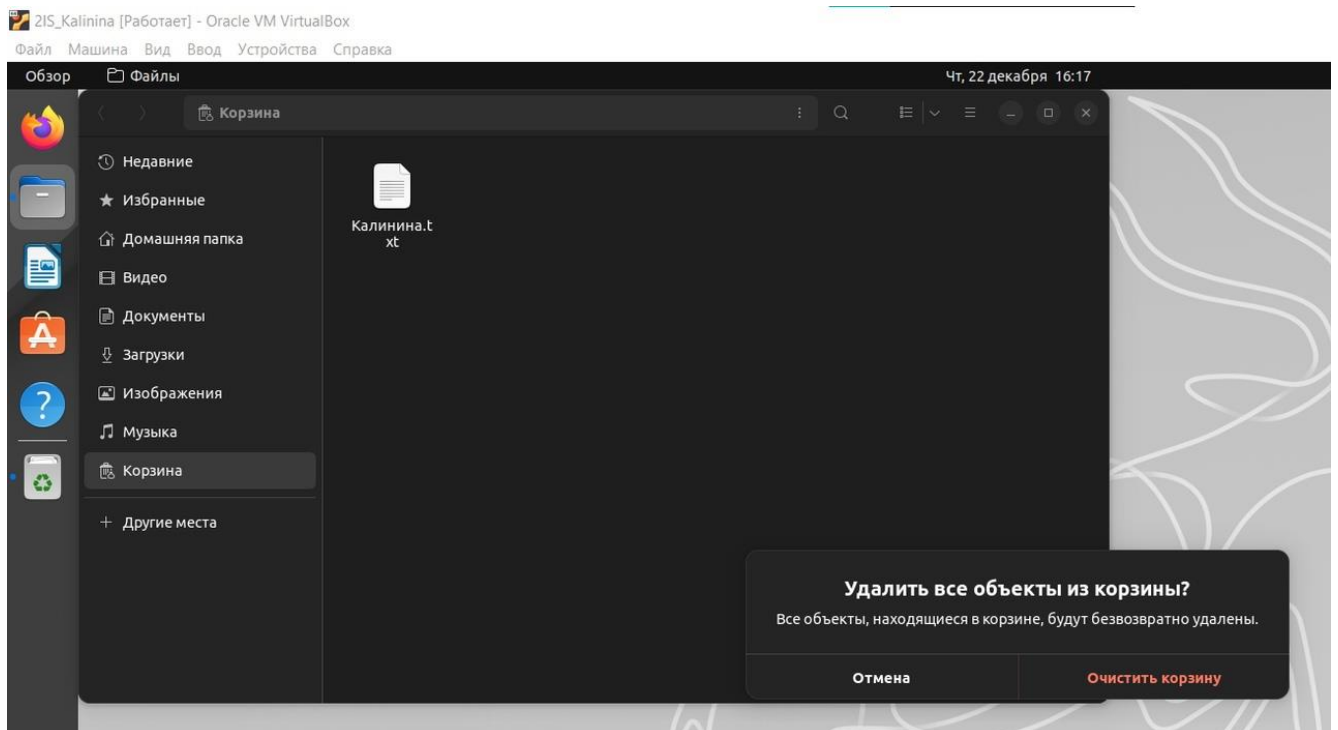 2IS_Kalinina [Работает] - Oracle VM VirtualBox
Файл Машина Вид Ввод Устройства Справка
Обзор Файлы Чт, 22 декабря 16:17
Корзина
Недавние
Избранные
Домашняя папка
Видео
Документы
Загрузки
Изображения
Музыка
Корзина
Другие места
Калинина.t
xt
Удалить все объекты из корзины?
Все объекты, находящиеся в корзине, будут безвозвратно удалены.
Отмена Очистить корзину